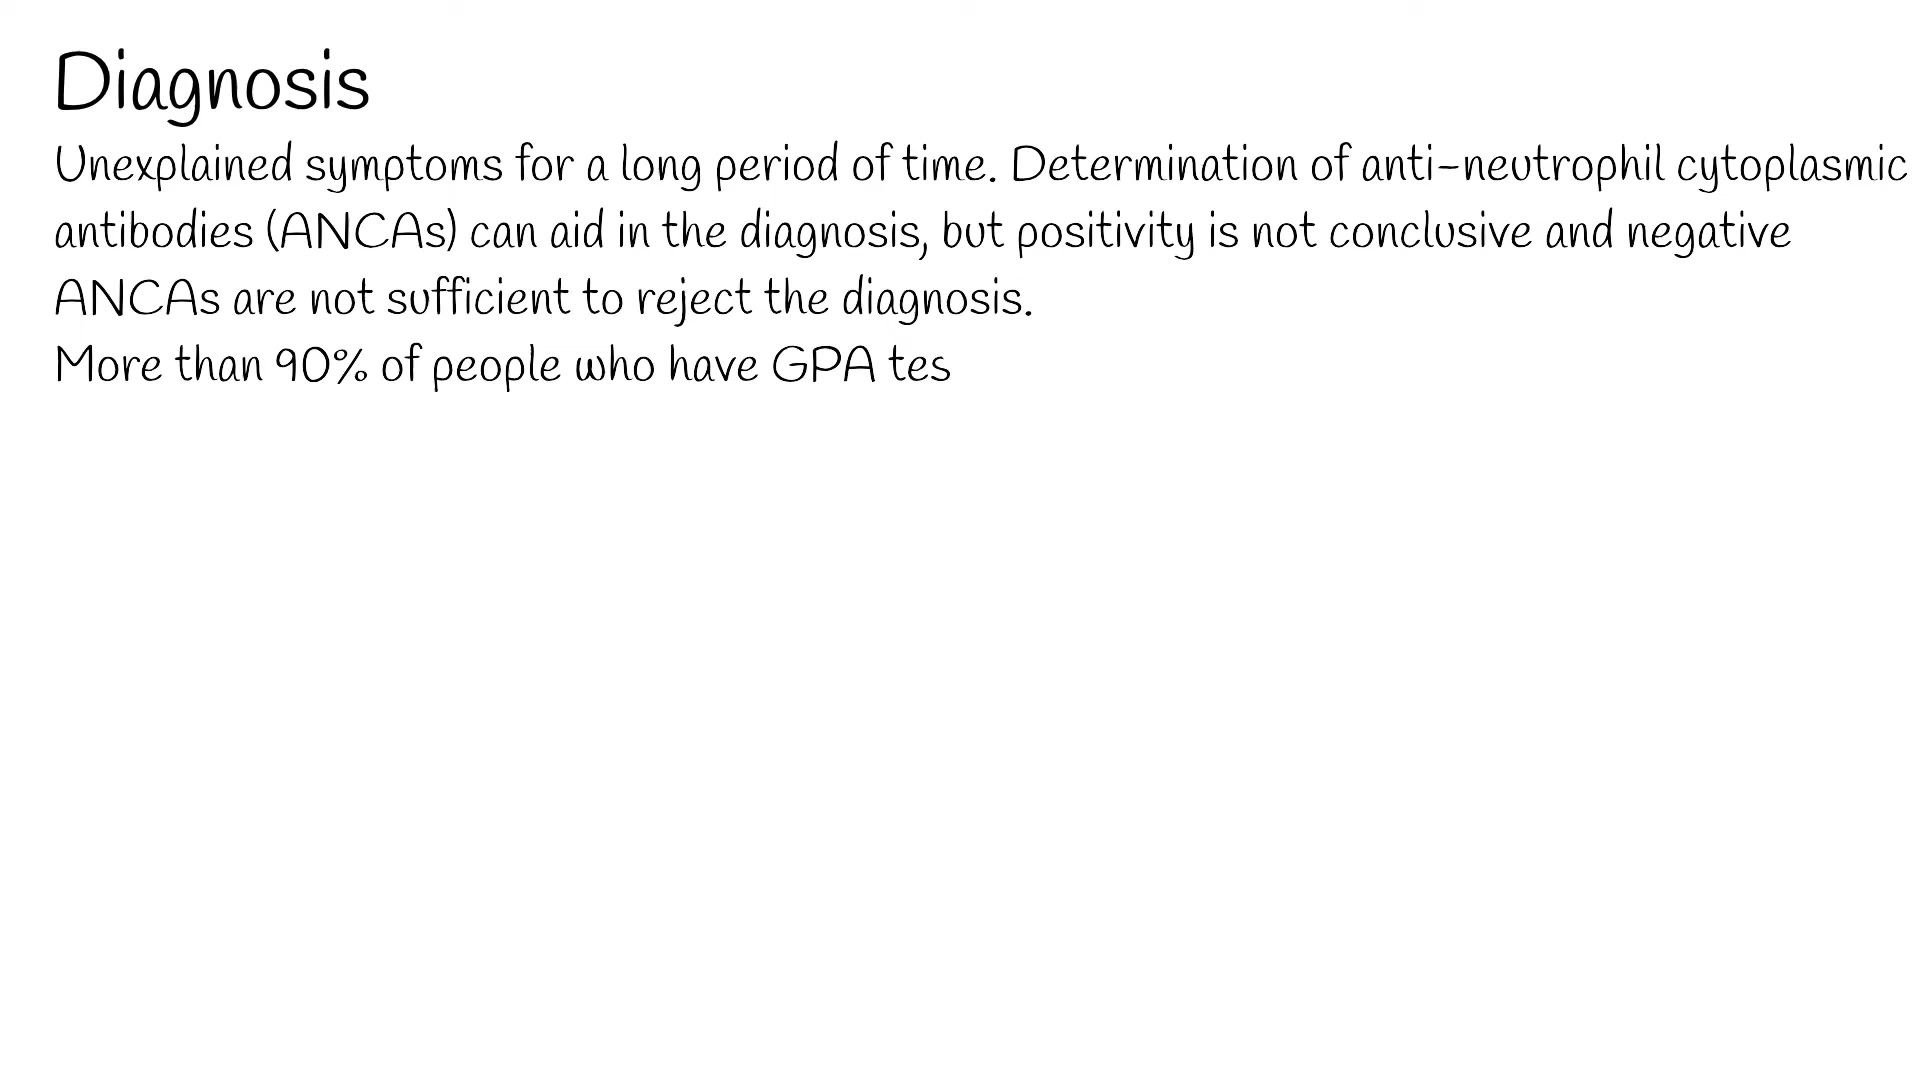 Diagnosis
Unexplained symptoms for a long period of time. Determination of anti-neutrophil cytoplasmic
antibodies (ANCAs) can aid in the diagnosis, but positivity is not conclusive and negative
ANCAs are not sufficient to reject the diagnosis.
More than 90% of people who have GPA tes